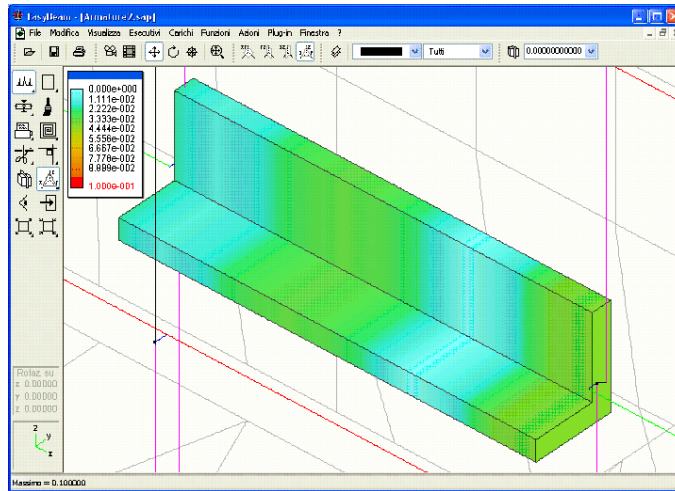 EasyBeam - [Armature2.sap]
File Modifica Visualizza Esecutivi Carichi Funzioni Azioni Plug-in Finestra ?
Tutti 0.0000000000
0.000e+000
1.111e-002
2.222e-002
3.333e-002
4.444e-002
5.556e-002
6.667e-002
7.778e-002
8.889e-002
1.000e-001
Rotaz. su
x 0.00000
y 0.00000
z 0.00000
z
y
x
Massimo = 0.100000